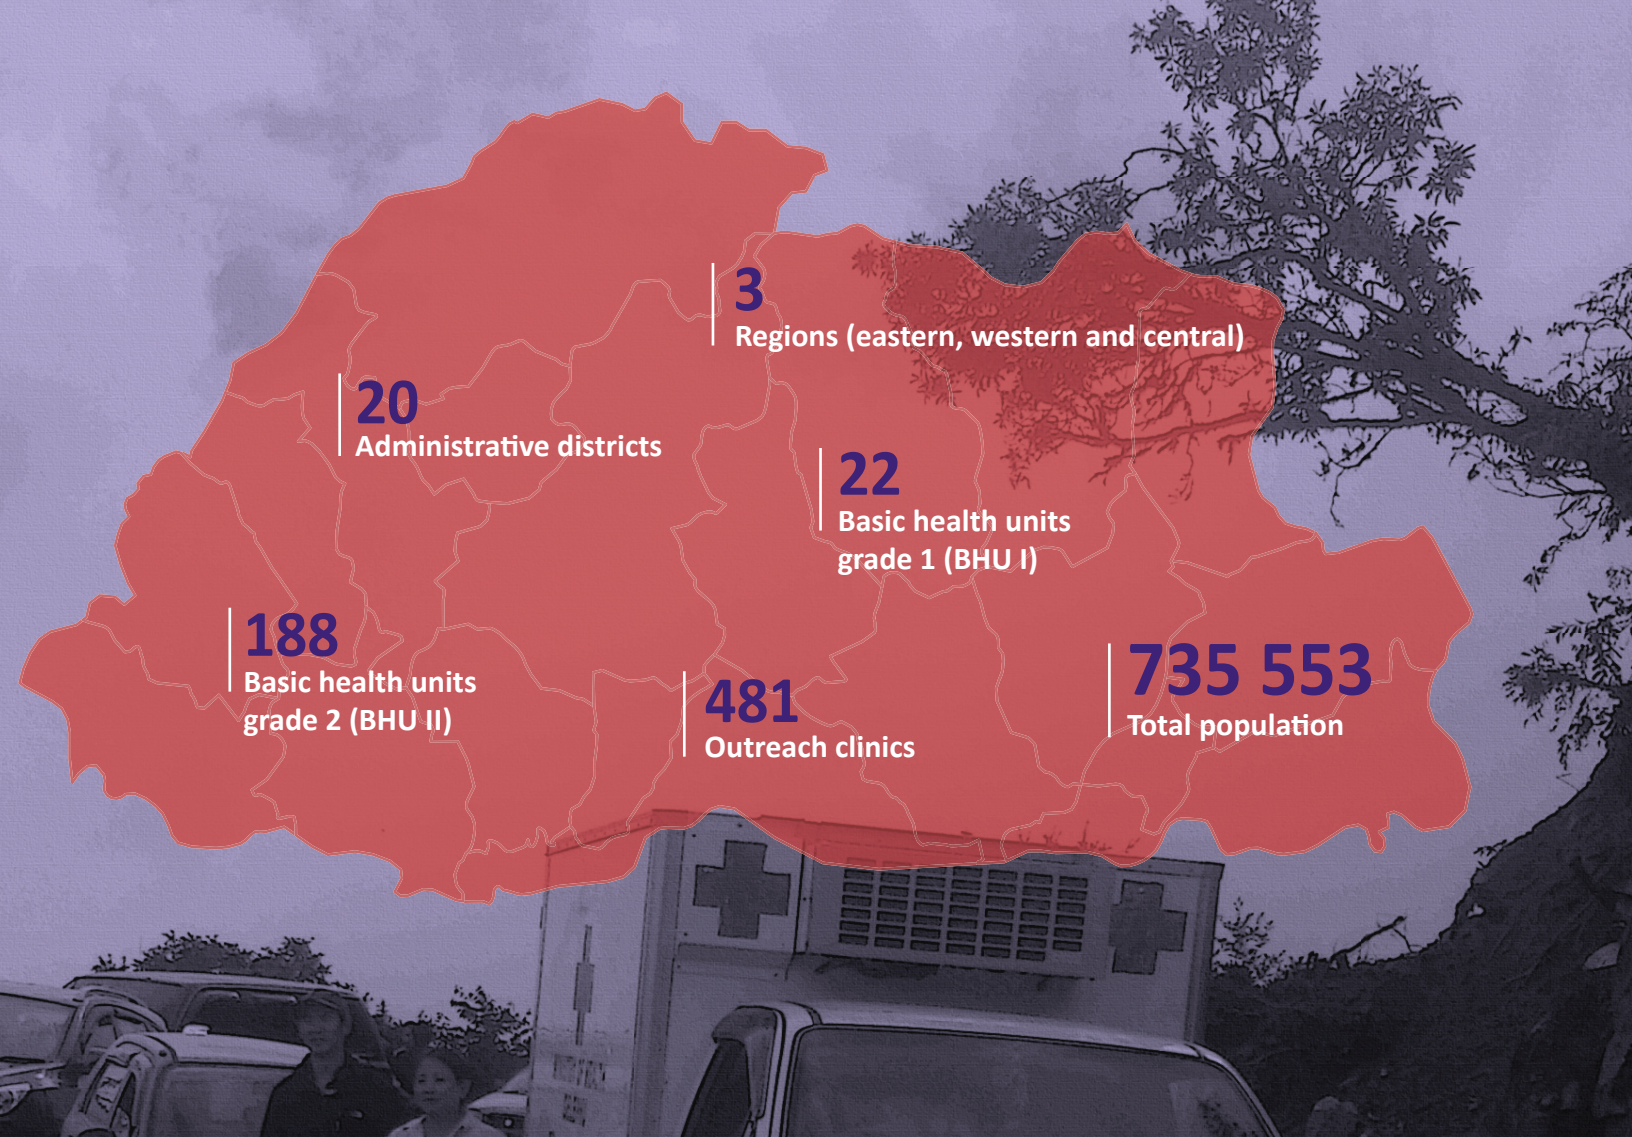 3
Regions (eastern, western and central)
20
Administrative districts
22
Basic health units
grade 1 (BHU I)
188
Basic health units
grade 2 (BHU II)
481
Outreach clinics
735 553
Total population